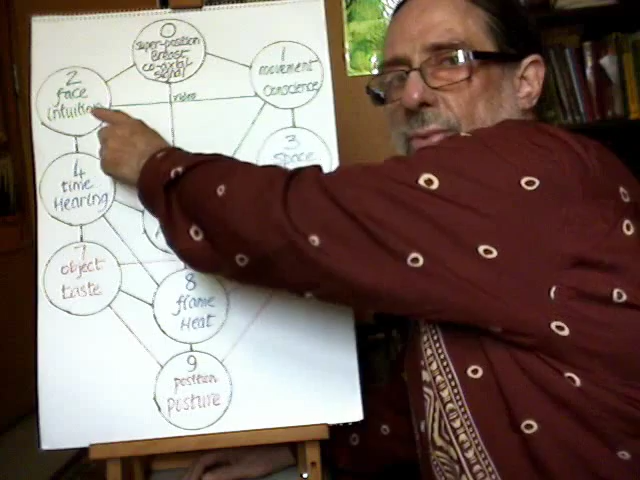 0
super-position
Breast
co-axial
signal
1
movement
conscience
2
face
intuition
video
3
space
4
time
Hearing
7
object
taste
8
flame
Heat
9
position
posture